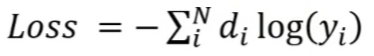 Loss = −∑ᵢᴺ dᵢ log(yᵢ)